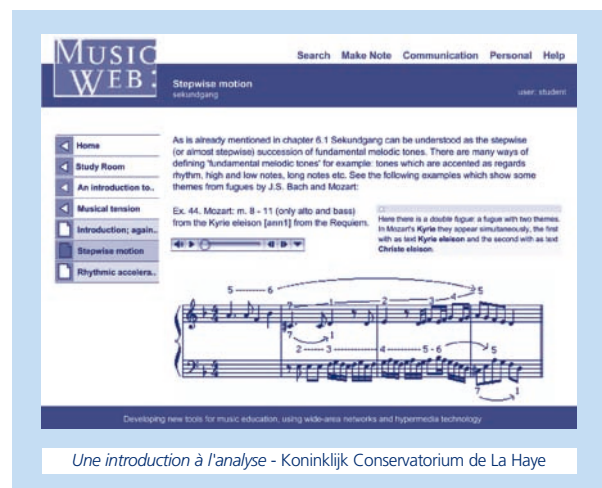 MUSIC
WEB:
Search Make Note Communication Personal Help
Stepwise motion
sekundgang
user: student
Home
Study Room
An introduction to..
Musical tension
Introduction; again..
Stepwise motion
Rhythmic accelera..
As is already mentioned in chapter 6.1 Sekundgang can be understood as the stepwise
(or almost stepwise) succession of fundamental melodic tones. There are many ways of
defining 'fundamental melodic tones' for example: tones which are accented as regards
rhythm, high and low notes, long notes etc. See the following examples which show some
themes from fugues by J.S. Bach and Mozart:
Ex. 44. Mozart: m. 8 - 11 (only alto and bass)
from the Kyrie eleison [ann1] from the Requiem.
Here there is a double fugue: a fugue with two themes.
In Mozart's Kyrie they appear simultaneously, the first
with as text Kyrie eleison and the second with as text
Christe eleison.
5 --------- 6 5
7 1 2 3 4
7 1
2 ----- 3 4 5 - 6 5
7 1
Developing new tools for music education, using wide-area networks and hypermedia technology
Une introduction à l'analyse - Koninklijk Conservatorium de La Haye